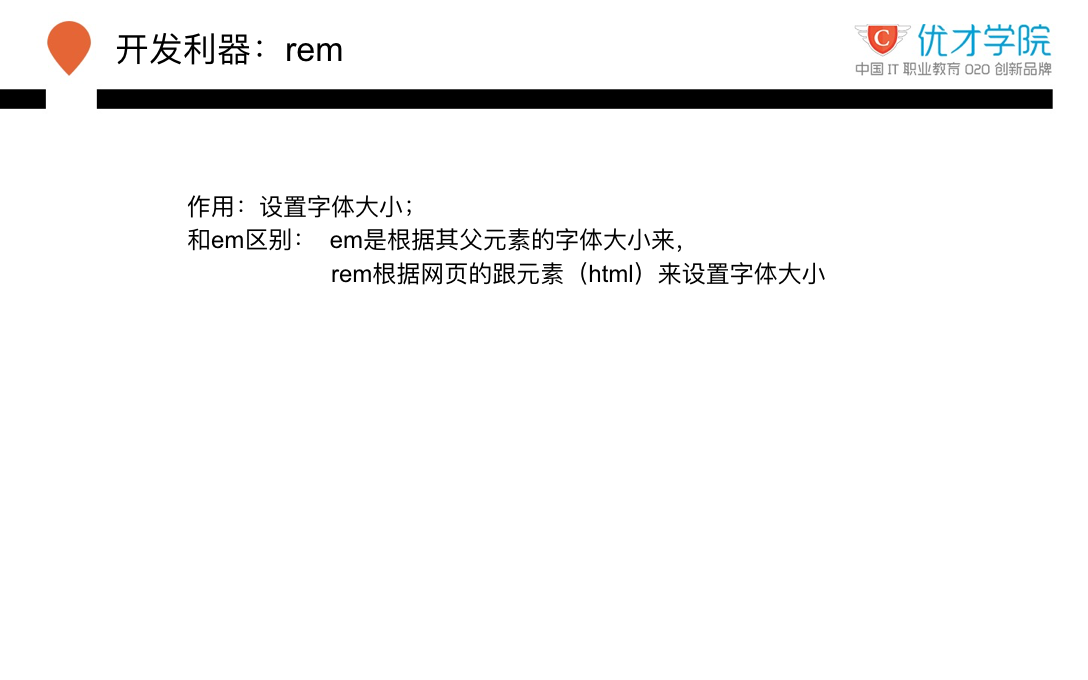 开发利器：rem
C 优才学院
中国 IT 职业教育 O2O 创新品牌
作用：设置字体大小；
和em区别： em是根据其父元素的字体大小来，
rem根据网页的跟元素（html）来设置字体大小